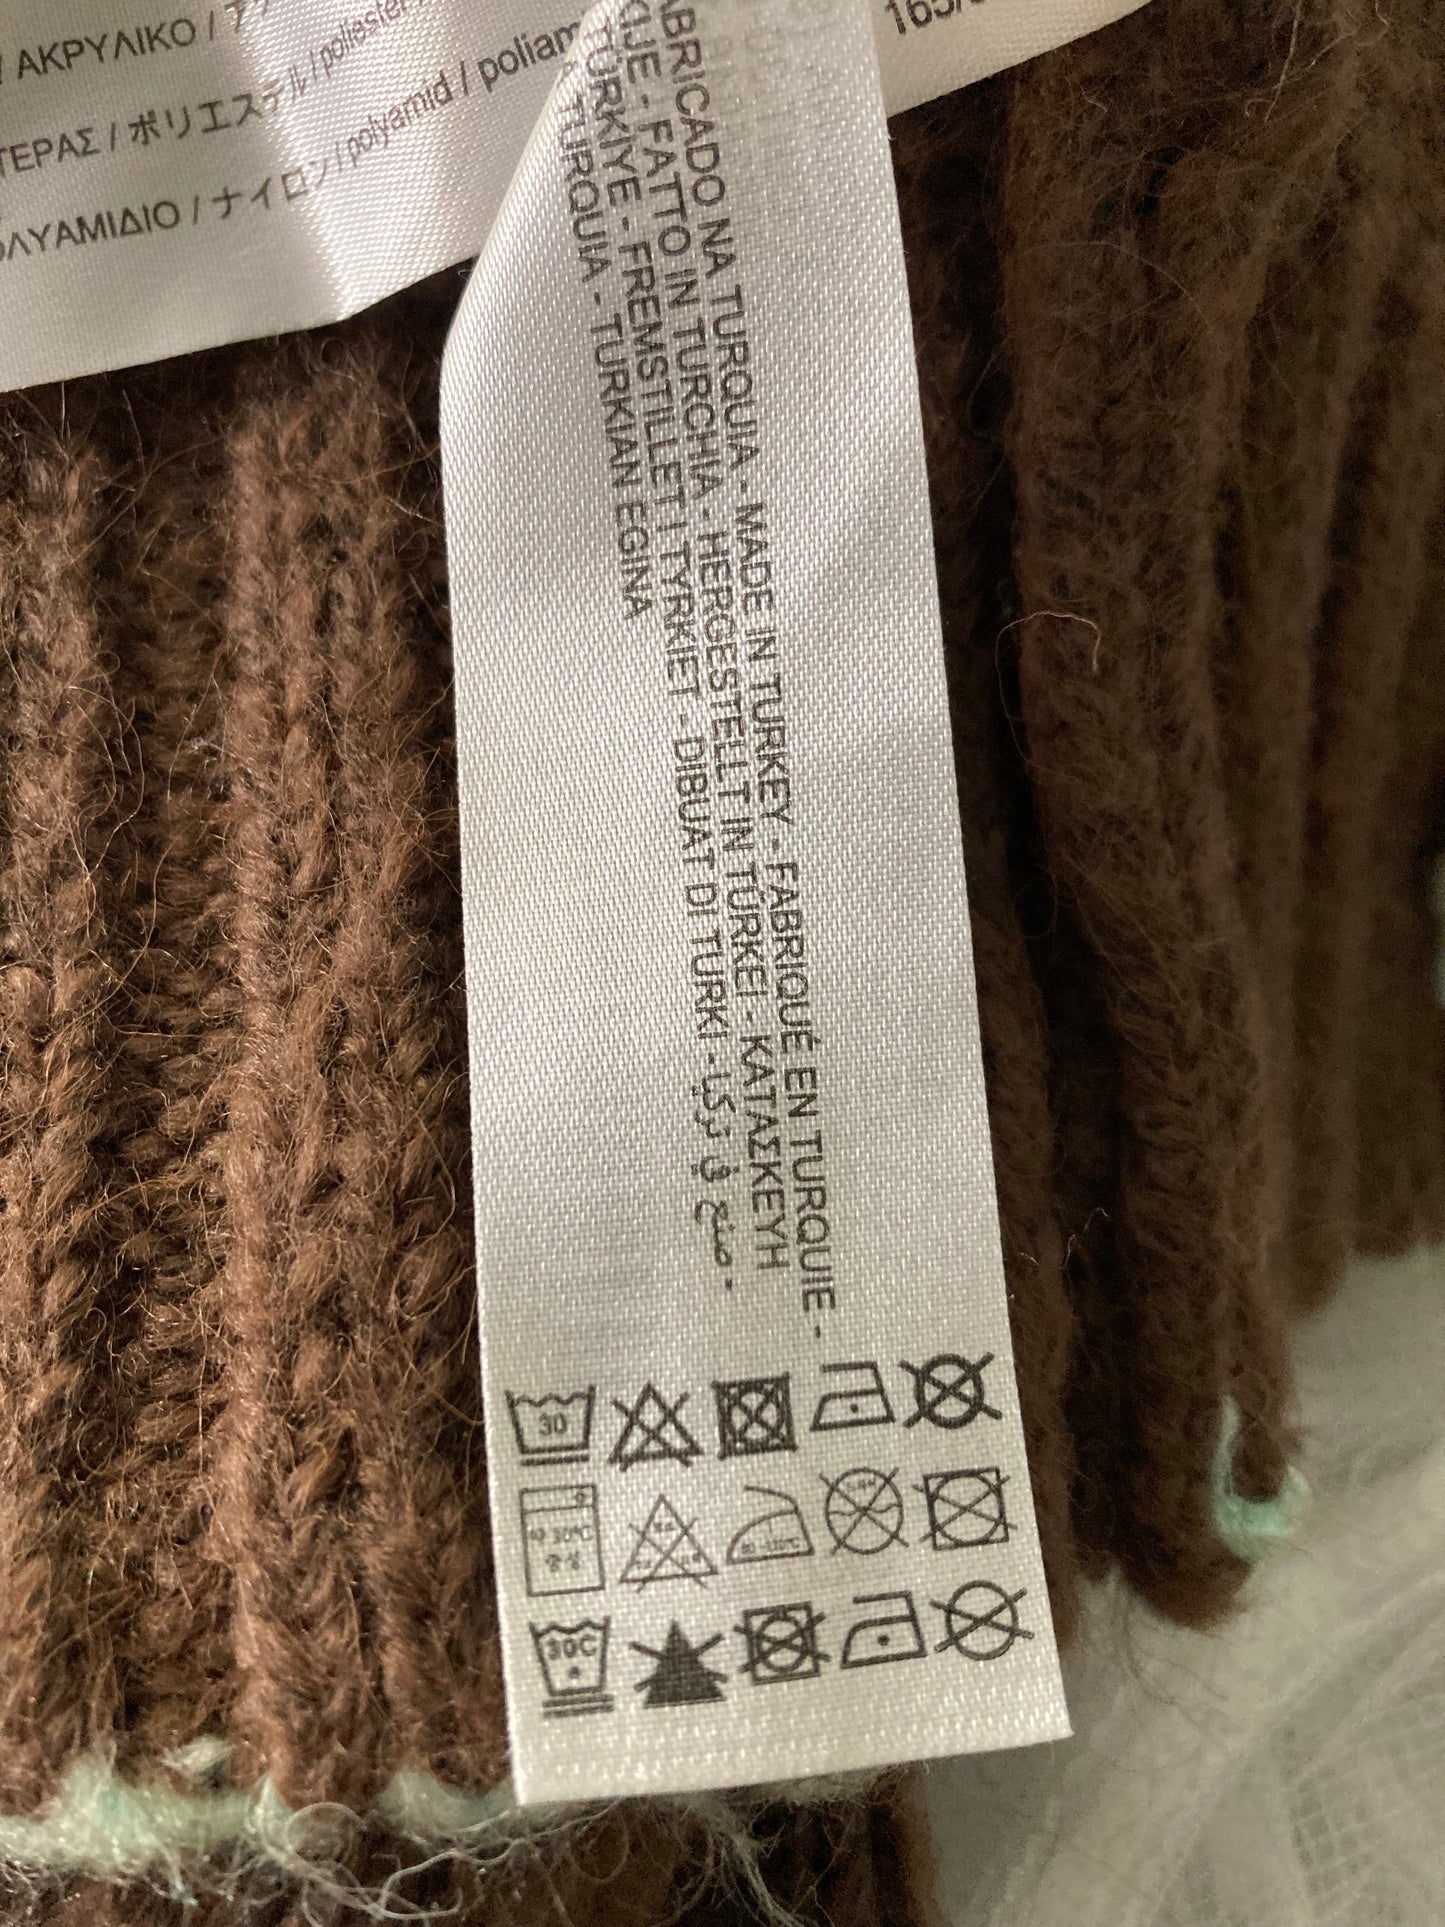 / ΑΚΡΥΛΙΚΟ /
ΤΕΡΑΣ / ポリエステル / poliester
ΟΛΥΑΜΙΔΙΟ / ナイロン / polyamid / poliam
165/
FABRICADO NA TURQUIA - MADE IN TURKEY - FABRIQUÉ EN TURQUIE -
KIJE - FATTO IN TURCHIA - HERGESTELLT IN TÜRKEI - ΚΑΤΑΣΚΕΥΗ
TÜRKIYE - FREMSTILLET I TYRKIET - DIBUAT DI TURKI - صنع في تركيا -
A TURQUIA - TURKIAN EGINA
30
30C